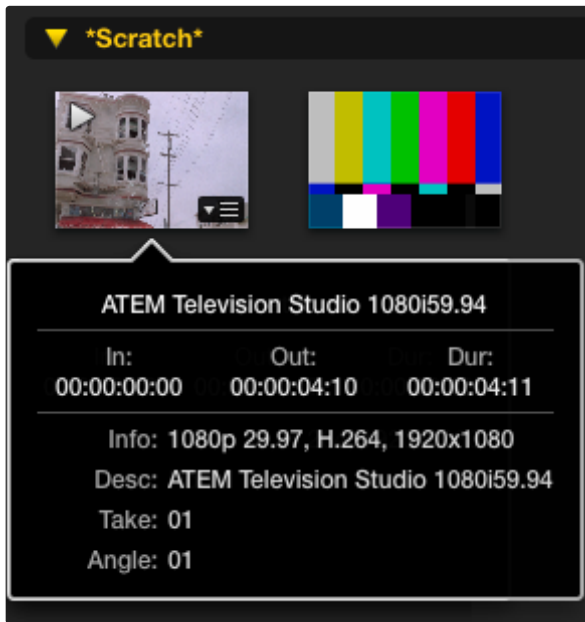 *Scratch*
ATEM Television Studio 1080i59.94
In: Out: Dur:
00:00:00:00 00:00:04:10 00:00:04:11
Info: 1080p 29.97, H.264, 1920x1080
Desc: ATEM Television Studio 1080i59.94
Take: 01
Angle: 01